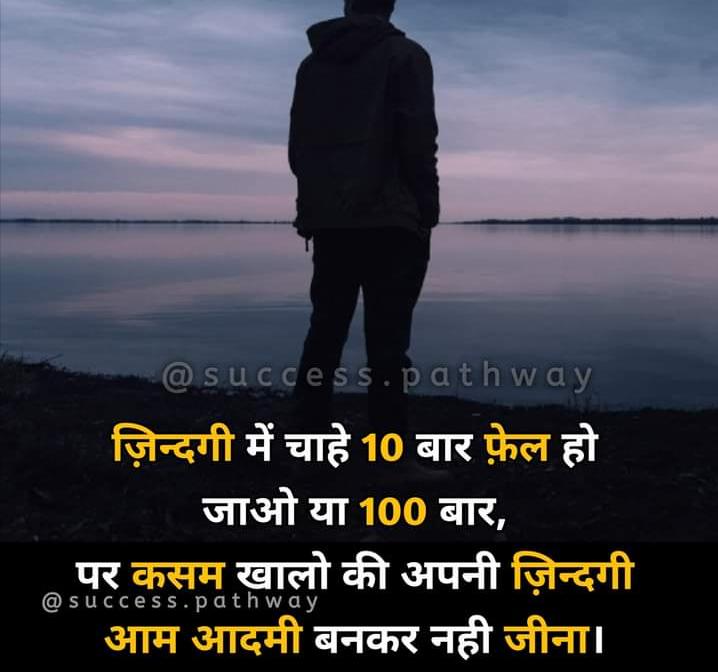 @success.pathway
ज़िन्दगी में चाहे 10 बार फ़ेल हो
जाओ या 100 बार,
पर कसम खालो की अपनी ज़िन्दगी
@success.pathway
आम आदमी बनकर नही जीना।